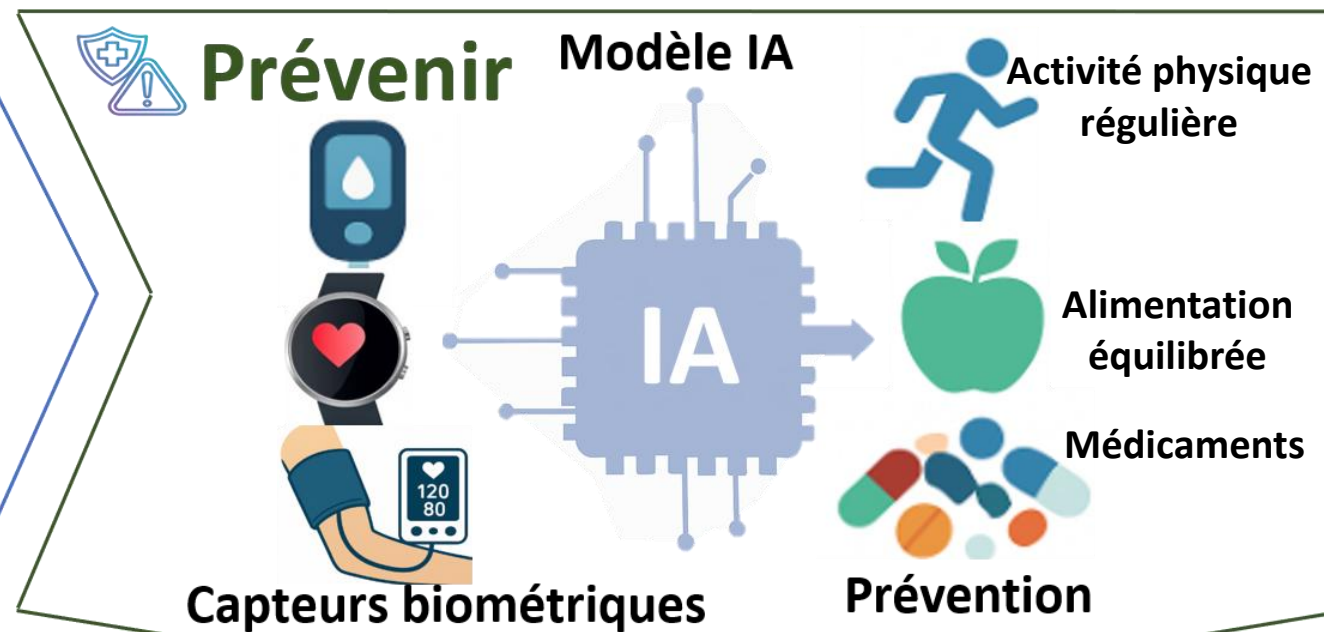 Prévenir
Modèle IA
Activité physique
régulière
IA
Alimentation
équilibrée
120
80
Médicaments
Capteurs biométriques
Prévention